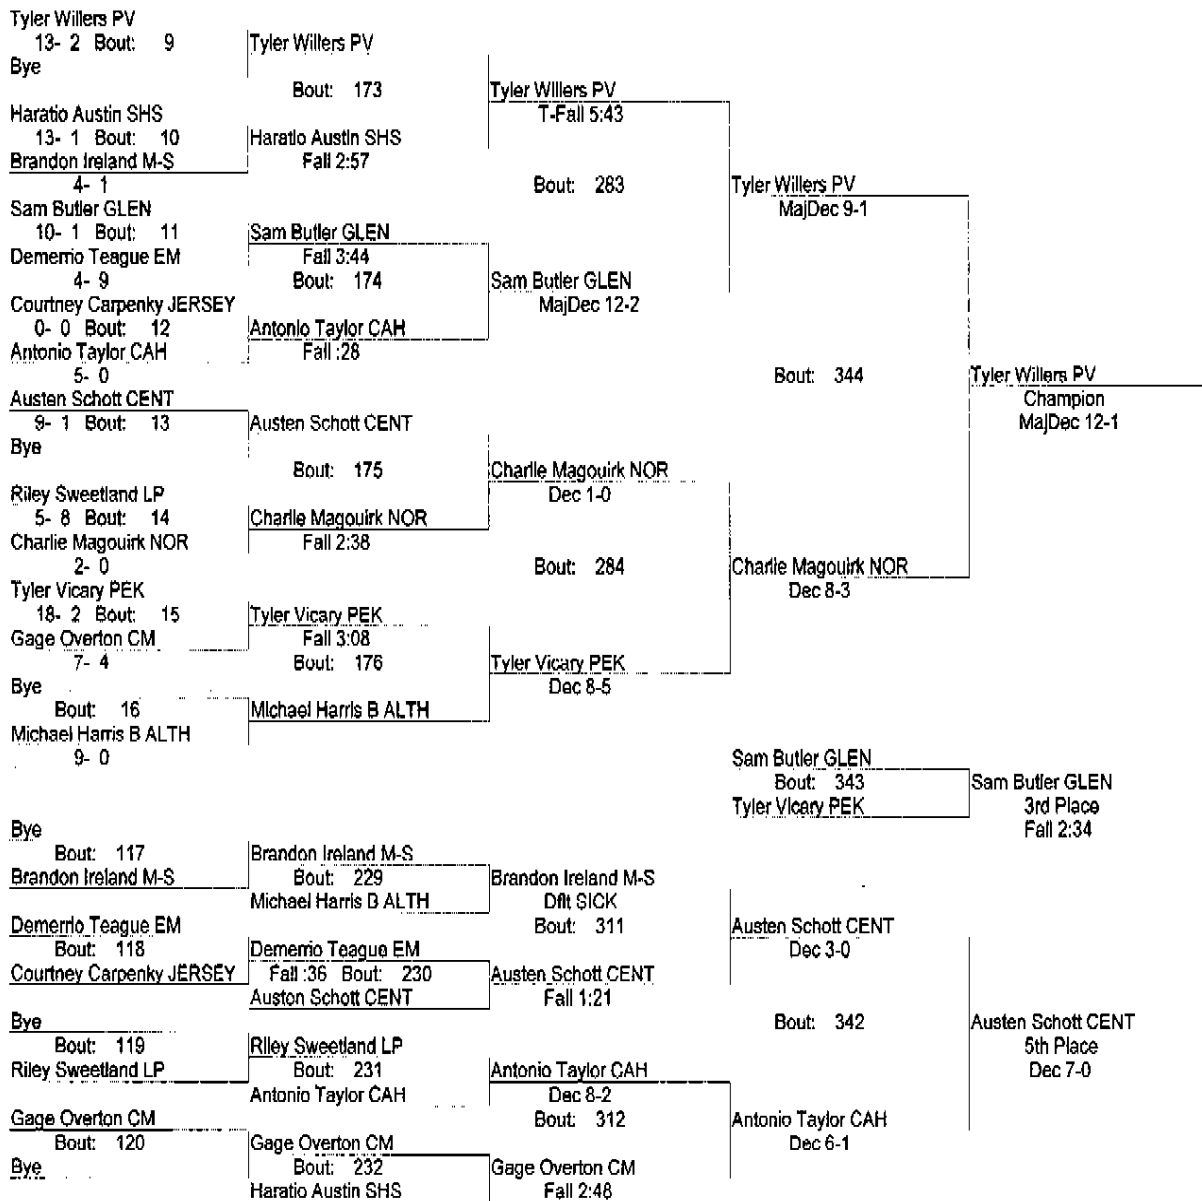 Tyler Willers PV
13- 2 Bout: 9
Bye
Tyler Willers PV
Bout: 173
Haratio Austin SHS
13- 1 Bout: 10
Brandon Ireland M-S
4- 1
Haratio Austin SHS
Fall 2:57
Tyler Willers PV
T-Fall 5:43
Bout: 283
Sam Butler GLEN
10- 1 Bout: 11
Demerrio Teague EM
4- 9
Sam Butler GLEN
Fall 3:44
Bout: 174
Courtney Carpenky JERSEY
0- 0 Bout: 12
Antonio Taylor CAH
5- 0
Antonio Taylor CAH
Fall :28
Sam Butler GLEN
MajDec 12-2
Tyler Willers PV
MajDec 9-1
Bout: 344
Tyler Willers PV
Champion
MajDec 12-1
Austen Schott CENT
9- 1 Bout: 13
Bye
Austen Schott CENT
Bout: 175
Riley Sweetland LP
5- 8 Bout: 14
Charlie Magouirk NOR
2- 0
Charlie Magouirk NOR
Fall 2:38
Charlie Magouirk NOR
Dec 1-0
Bout: 284
Tyler Vicary PEK
18- 2 Bout: 15
Gage Overton CM
7- 4
Tyler Vicary PEK
Fall 3:08
Bout: 176
Bye
Bout: 16
Michael Harris B ALTH
9- 0
Michael Harris B ALTH
Tyler Vicary PEK
Dec 8-5
Charlie Magouirk NOR
Dec 8-3
Sam Butler GLEN
Bout: 343
Tyler Vicary PEK
Sam Butler GLEN
3rd Place
Fall 2:34
Bye
Bout: 117
Brandon Ireland M-S
Brandon Ireland M-S
Bout: 229
Michael Harris B ALTH
Brandon Ireland M-S
Dflt SICK
Bout: 311
Demerrio Teague EM
Bout: 118
Courtney Carpenky JERSEY
Demerrio Teague EM
Fall :36 Bout: 230
Austen Schott CENT
Austen Schott CENT
Fall 1:21
Austen Schott CENT
Dec 3-0
Bout: 342
Austen Schott CENT
5th Place
Dec 7-0
Bye
Bout: 119
Riley Sweetland LP
Riley Sweetland LP
Bout: 231
Antonio Taylor CAH
Antonio Taylor CAH
Dec 8-2
Bout: 312
Gage Overton CM
Bout: 120
Bye
Gage Overton CM
Bout: 232
Haratio Austin SHS
Gage Overton CM
Fall 2:48
Antonio Taylor CAH
Dec 6-1